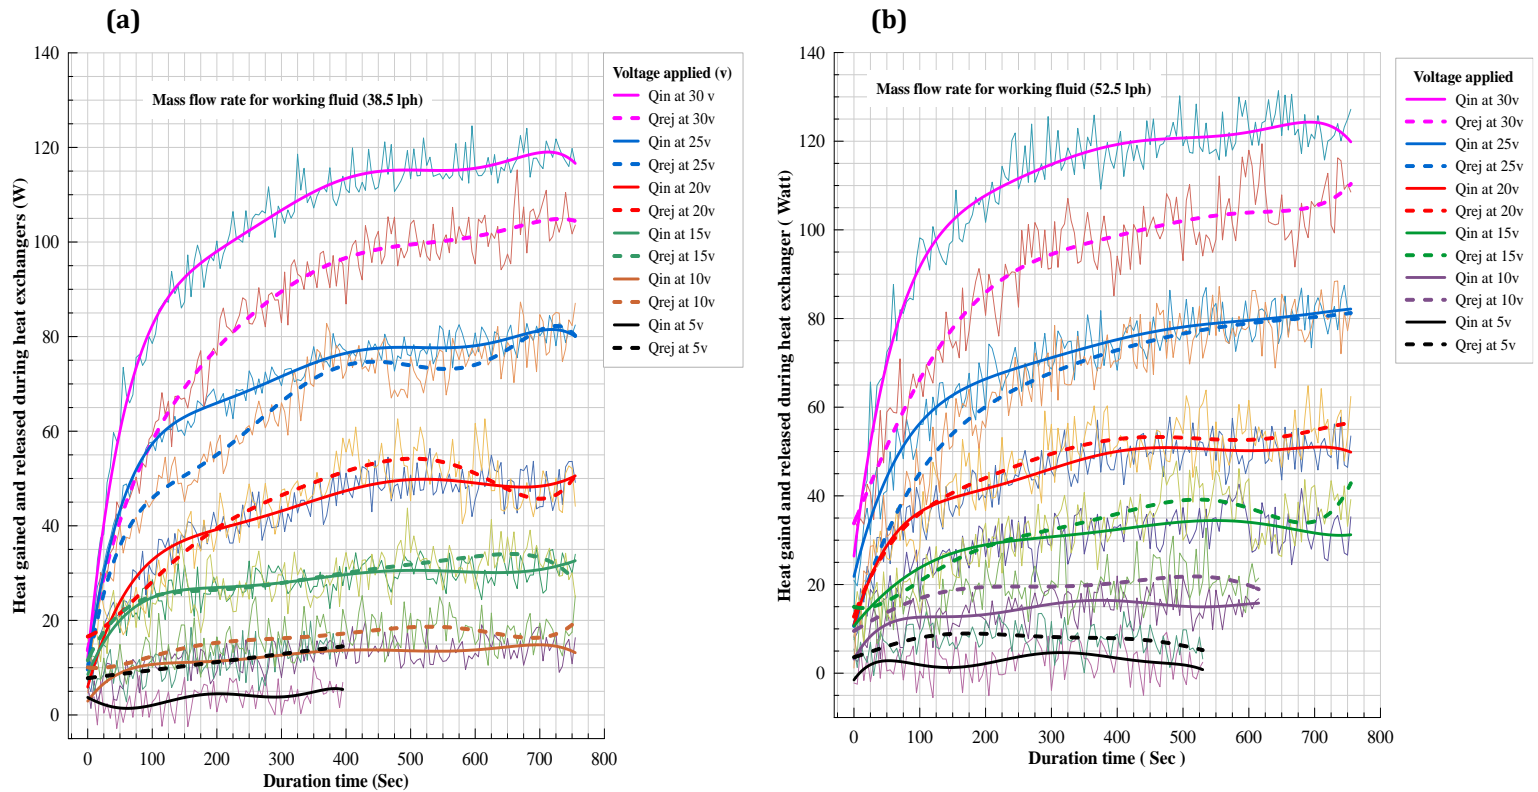 (a)
Heat gained and released during heat exchangers (W)
140
120
100
80
60
40
20
0
Mass flow rate for working fluid (38.5 lph)
0 100 200 300 400 500 600 700 800
Duration time (Sec)
Voltage applied (v)
Qin at 30 v
Qrej at 30v
Qin at 25v
Qrej at 25v
Qin at 20v
Qrej at 20v
Qin at 15v
Qrej at 15v
Qin at 10v
Qrej at 10v
Qin at 5v
Qrej at 5v
(b)
Heat gaind and released during heat exchanger ( Watt)
140
120
100
80
60
40
20
0
Mass flow rate for working fluid (52.5 lph)
0 100 200 300 400 500 600 700 800
Duration time ( Sec )
Voltage applied
Qin at 30v
Qrej at 30v
Qin at 25v
Qrej at 25v
Qin at 20v
Qrej at 20v
Qin at 15v
Qrej at 15v
Qin at 10v
Qrej at 10v
Qin at 5v
Qrej at 5v